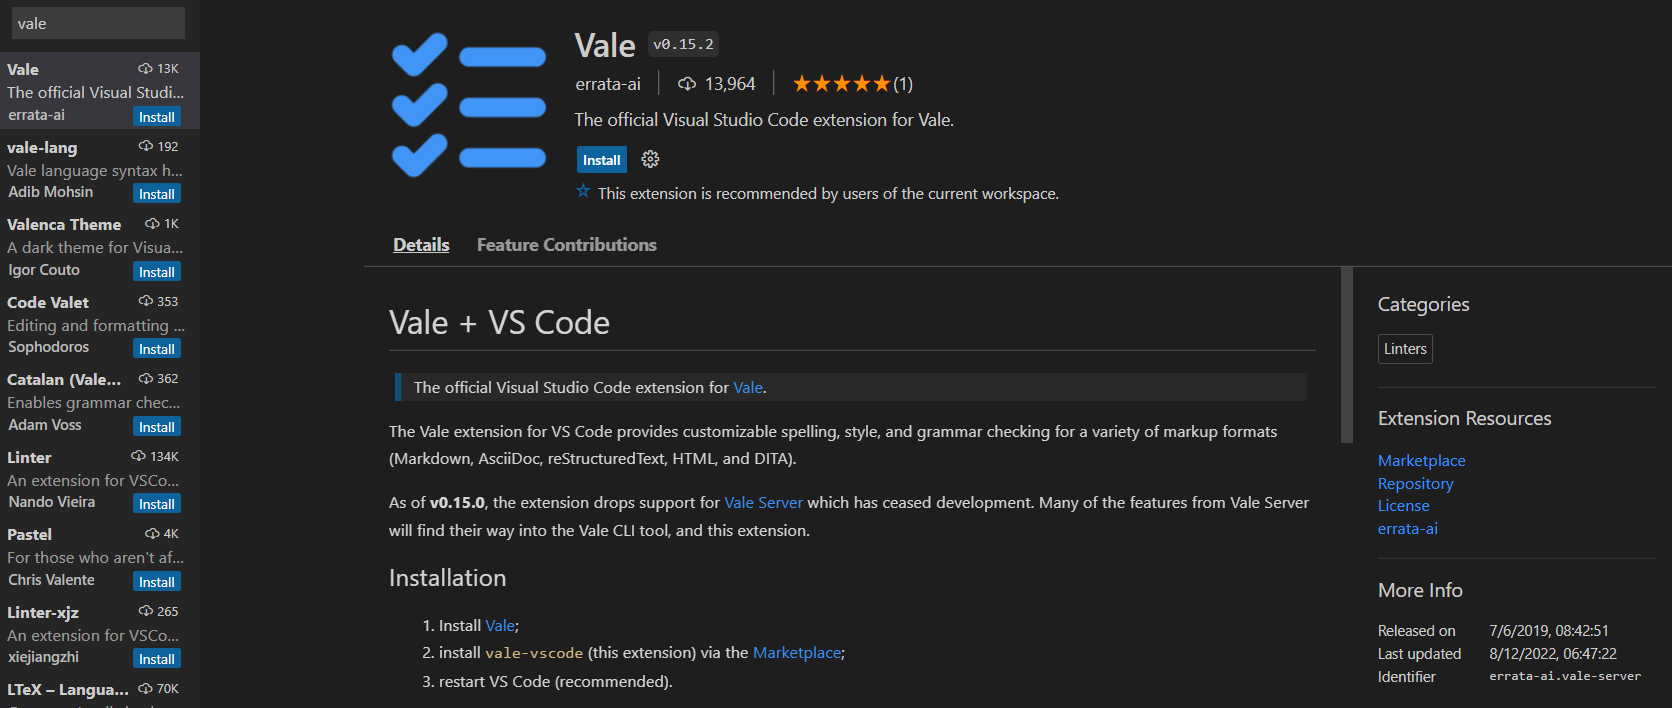 vale
Vale 13K
The official Visual Studi...
errata-ai Install
vale-lang 192
Vale language syntax h...
Adib Mohsin Install
Valenca Theme 1K
A dark theme for Visua...
Igor Couto Install
Code Valet 353
Editing and formatting ...
Sophodoros Install
Catalan (Vale... 362
Enables grammar chec...
Adam Voss Install
Linter 134K
An extension for VSCo...
Nando Vieira Install
Pastel 4K
For those who aren't af...
Chris Valente Install
Linter-xjz 265
An extension for VSCo...
xiejiangzhi Install
LTeX – Langua... 70K
Vale v0.15.2
errata-ai 13,964 (1)
The official Visual Studio Code extension for Vale.
Install
This extension is recommended by users of the current workspace.
Details Feature Contributions
Vale + VS Code
The official Visual Studio Code extension for Vale.
The Vale extension for VS Code provides customizable spelling, style, and grammar checking for a variety of markup formats
(Markdown, AsciiDoc, reStructuredText, HTML, and DITA).
As of v0.15.0, the extension drops support for Vale Server which has ceased development. Many of the features from Vale Server
will find their way into the Vale CLI tool, and this extension.
Installation
1. Install Vale;
2. install vale-vscode (this extension) via the Marketplace;
3. restart VS Code (recommended).
Categories
Linters
Extension Resources
Marketplace
Repository
License
errata-ai
More Info
Released on 7/6/2019, 08:42:51
Last updated 8/12/2022, 06:47:22
Identifier errata-ai.vale-server